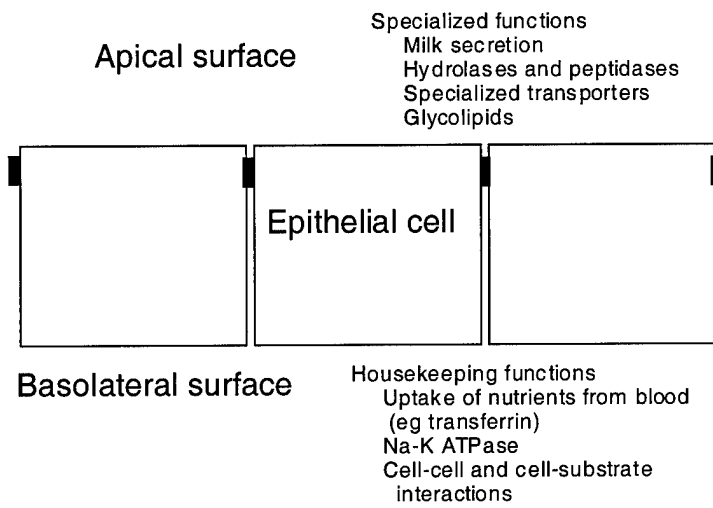 Apical surface
Specialized functions
Milk secretion
Hydrolases and peptidases
Specialized transporters
Glycolipids
Epithelial cell
Basolateral surface
Housekeeping functions
Uptake of nutrients from blood
(eg transferrin)
Na-K ATPase
Cell-cell and cell-substrate
interactions